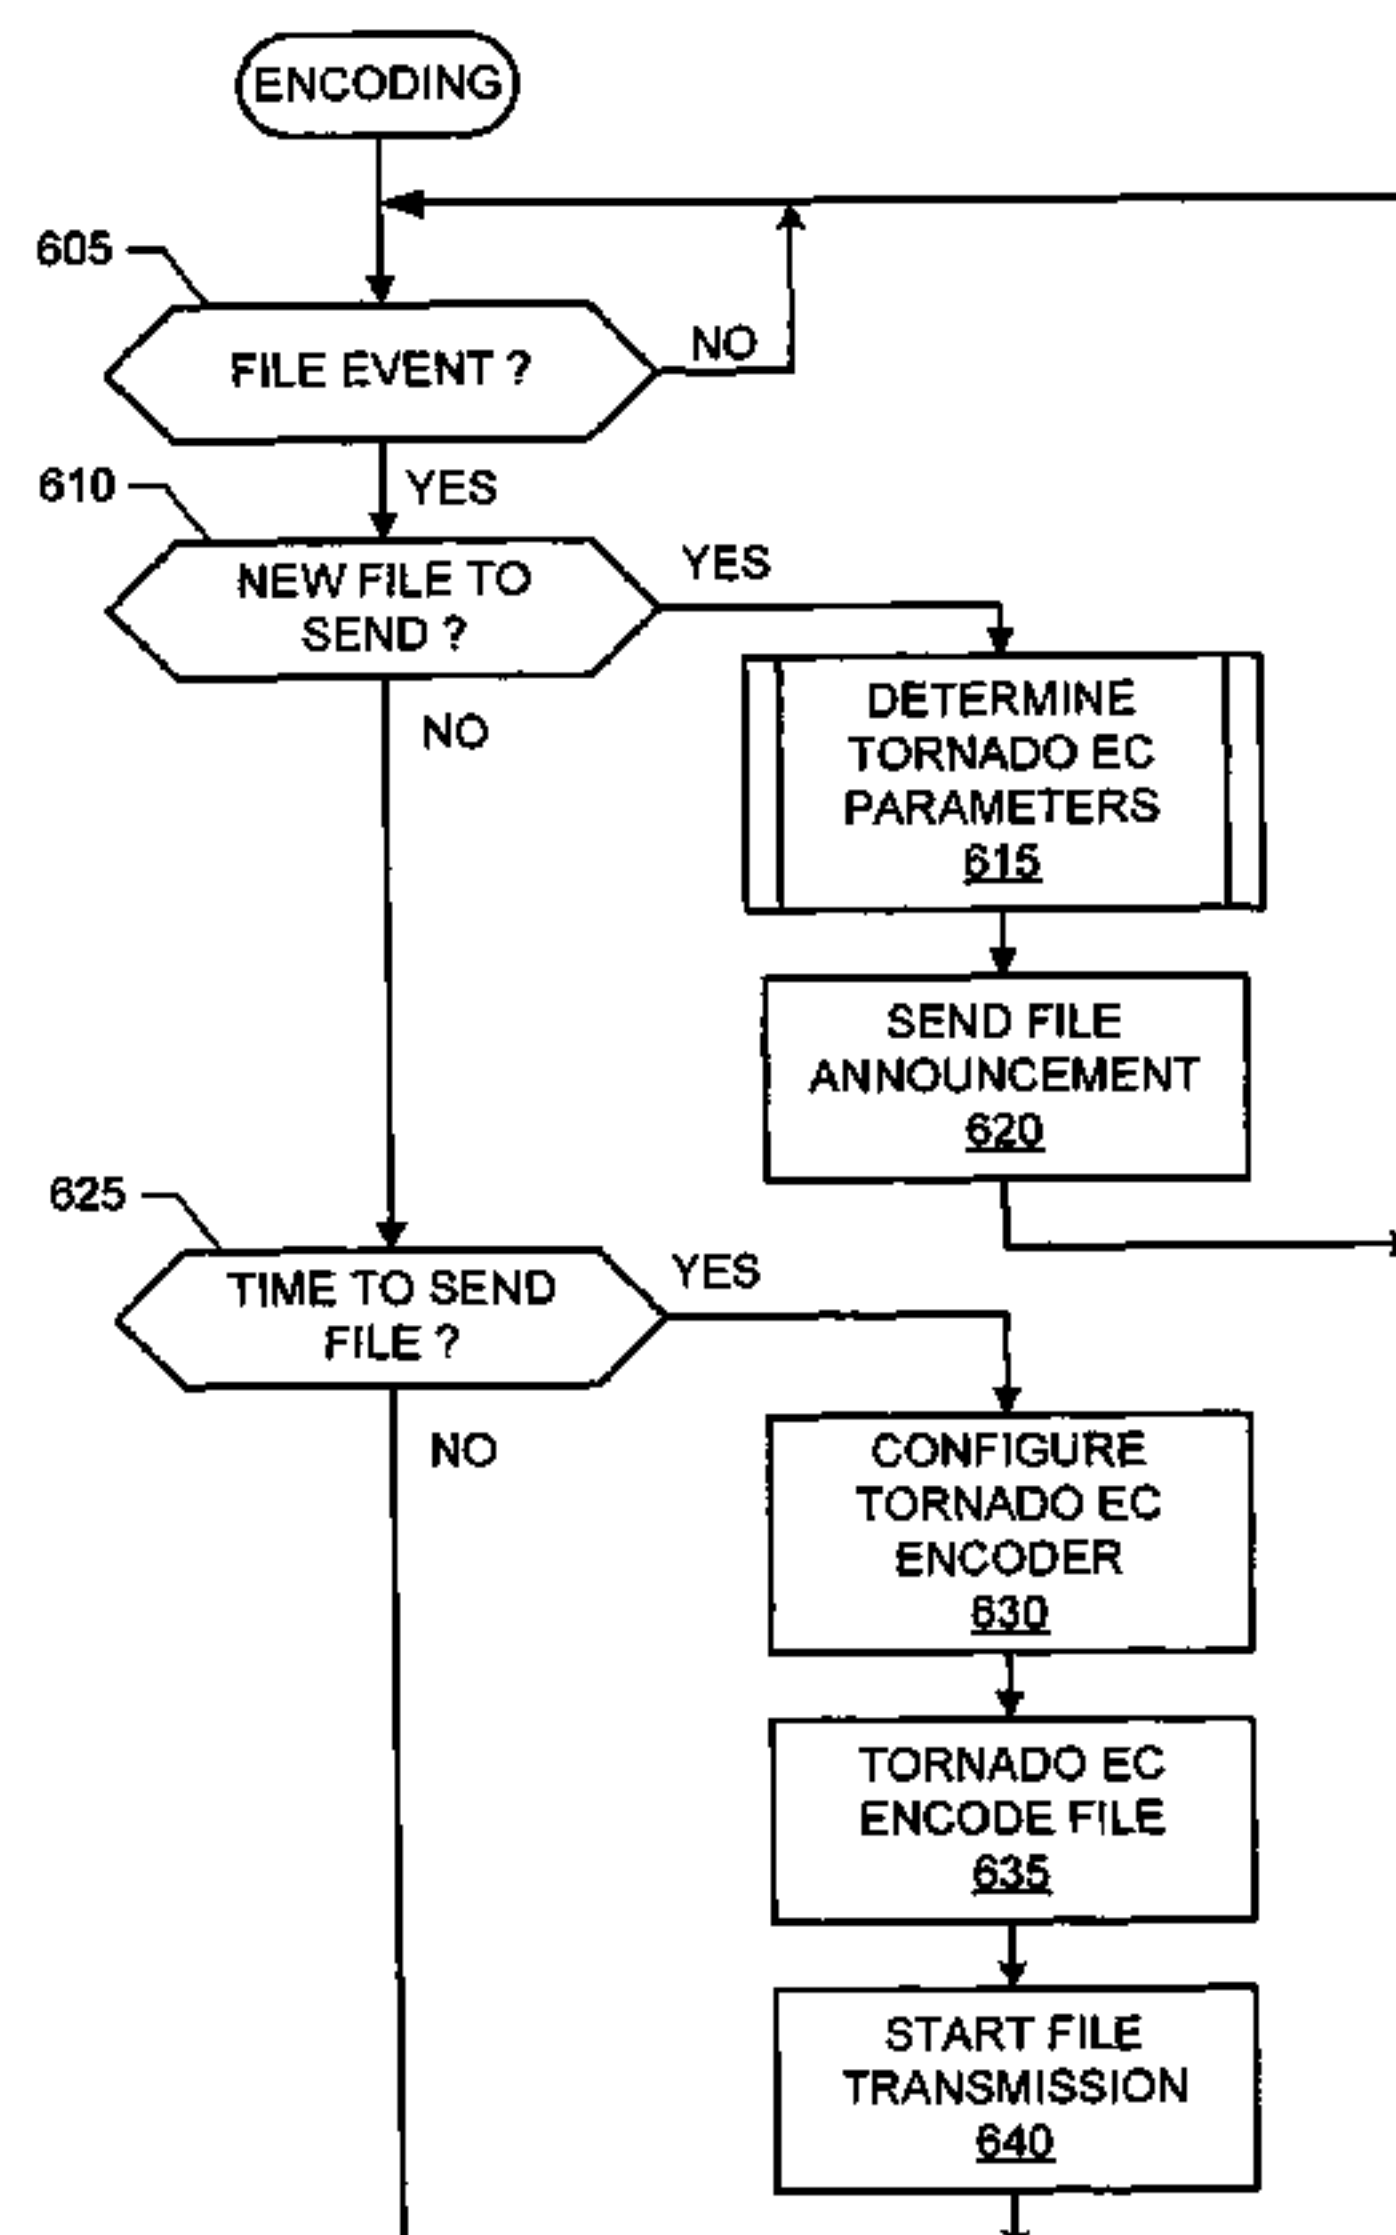 ENCODING
605
FILE EVENT ?
NO
610
YES
NEW FILE TO
SEND ?
YES
NO
DETERMINE
TORNADO EC
PARAMETERS
615
SEND FILE
ANNOUNCEMENT
620
625
TIME TO SEND
FILE ?
YES
NO
CONFIGURE
TORNADO EC
ENCODER
630
TORNADO EC
ENCODE FILE
635
START FILE
TRANSMISSION
640